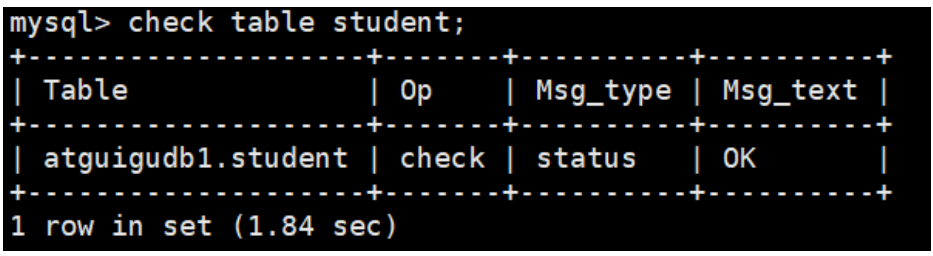 mysql> check table student;
+---------------------+-------+----------+----------+
| Table               | Op    | Msg_type | Msg_text |
+---------------------+-------+----------+----------+
| atguigudb1.student | check | status   | OK       |
+---------------------+-------+----------+----------+
1 row in set (1.84 sec)